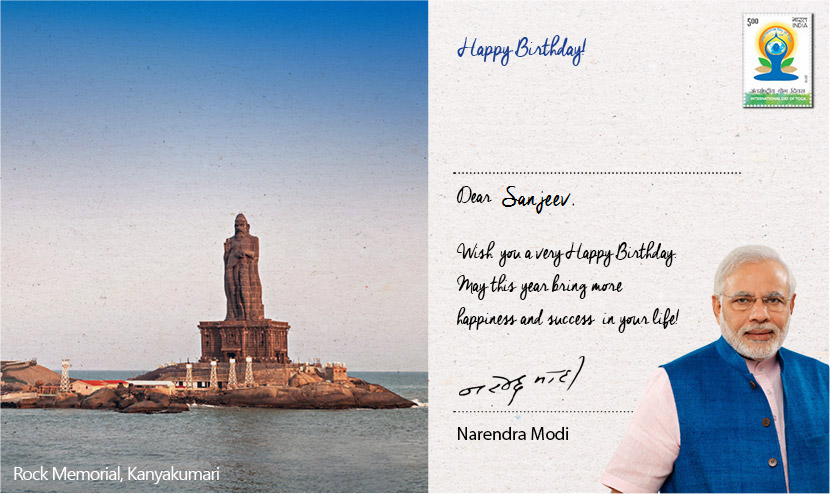 Happy Birthday!
5.00 भारत
INDIA
अंतर्राष्ट्रीय योग दिवस
INTERNATIONAL DAY OF YOGA
Dear Sanjeev.
Wish you a very Happy Birthday.
May this year bring more
happiness and success in your life!
नरेन्द्र मोदी
Narendra Modi
Rock Memorial, Kanyakumari